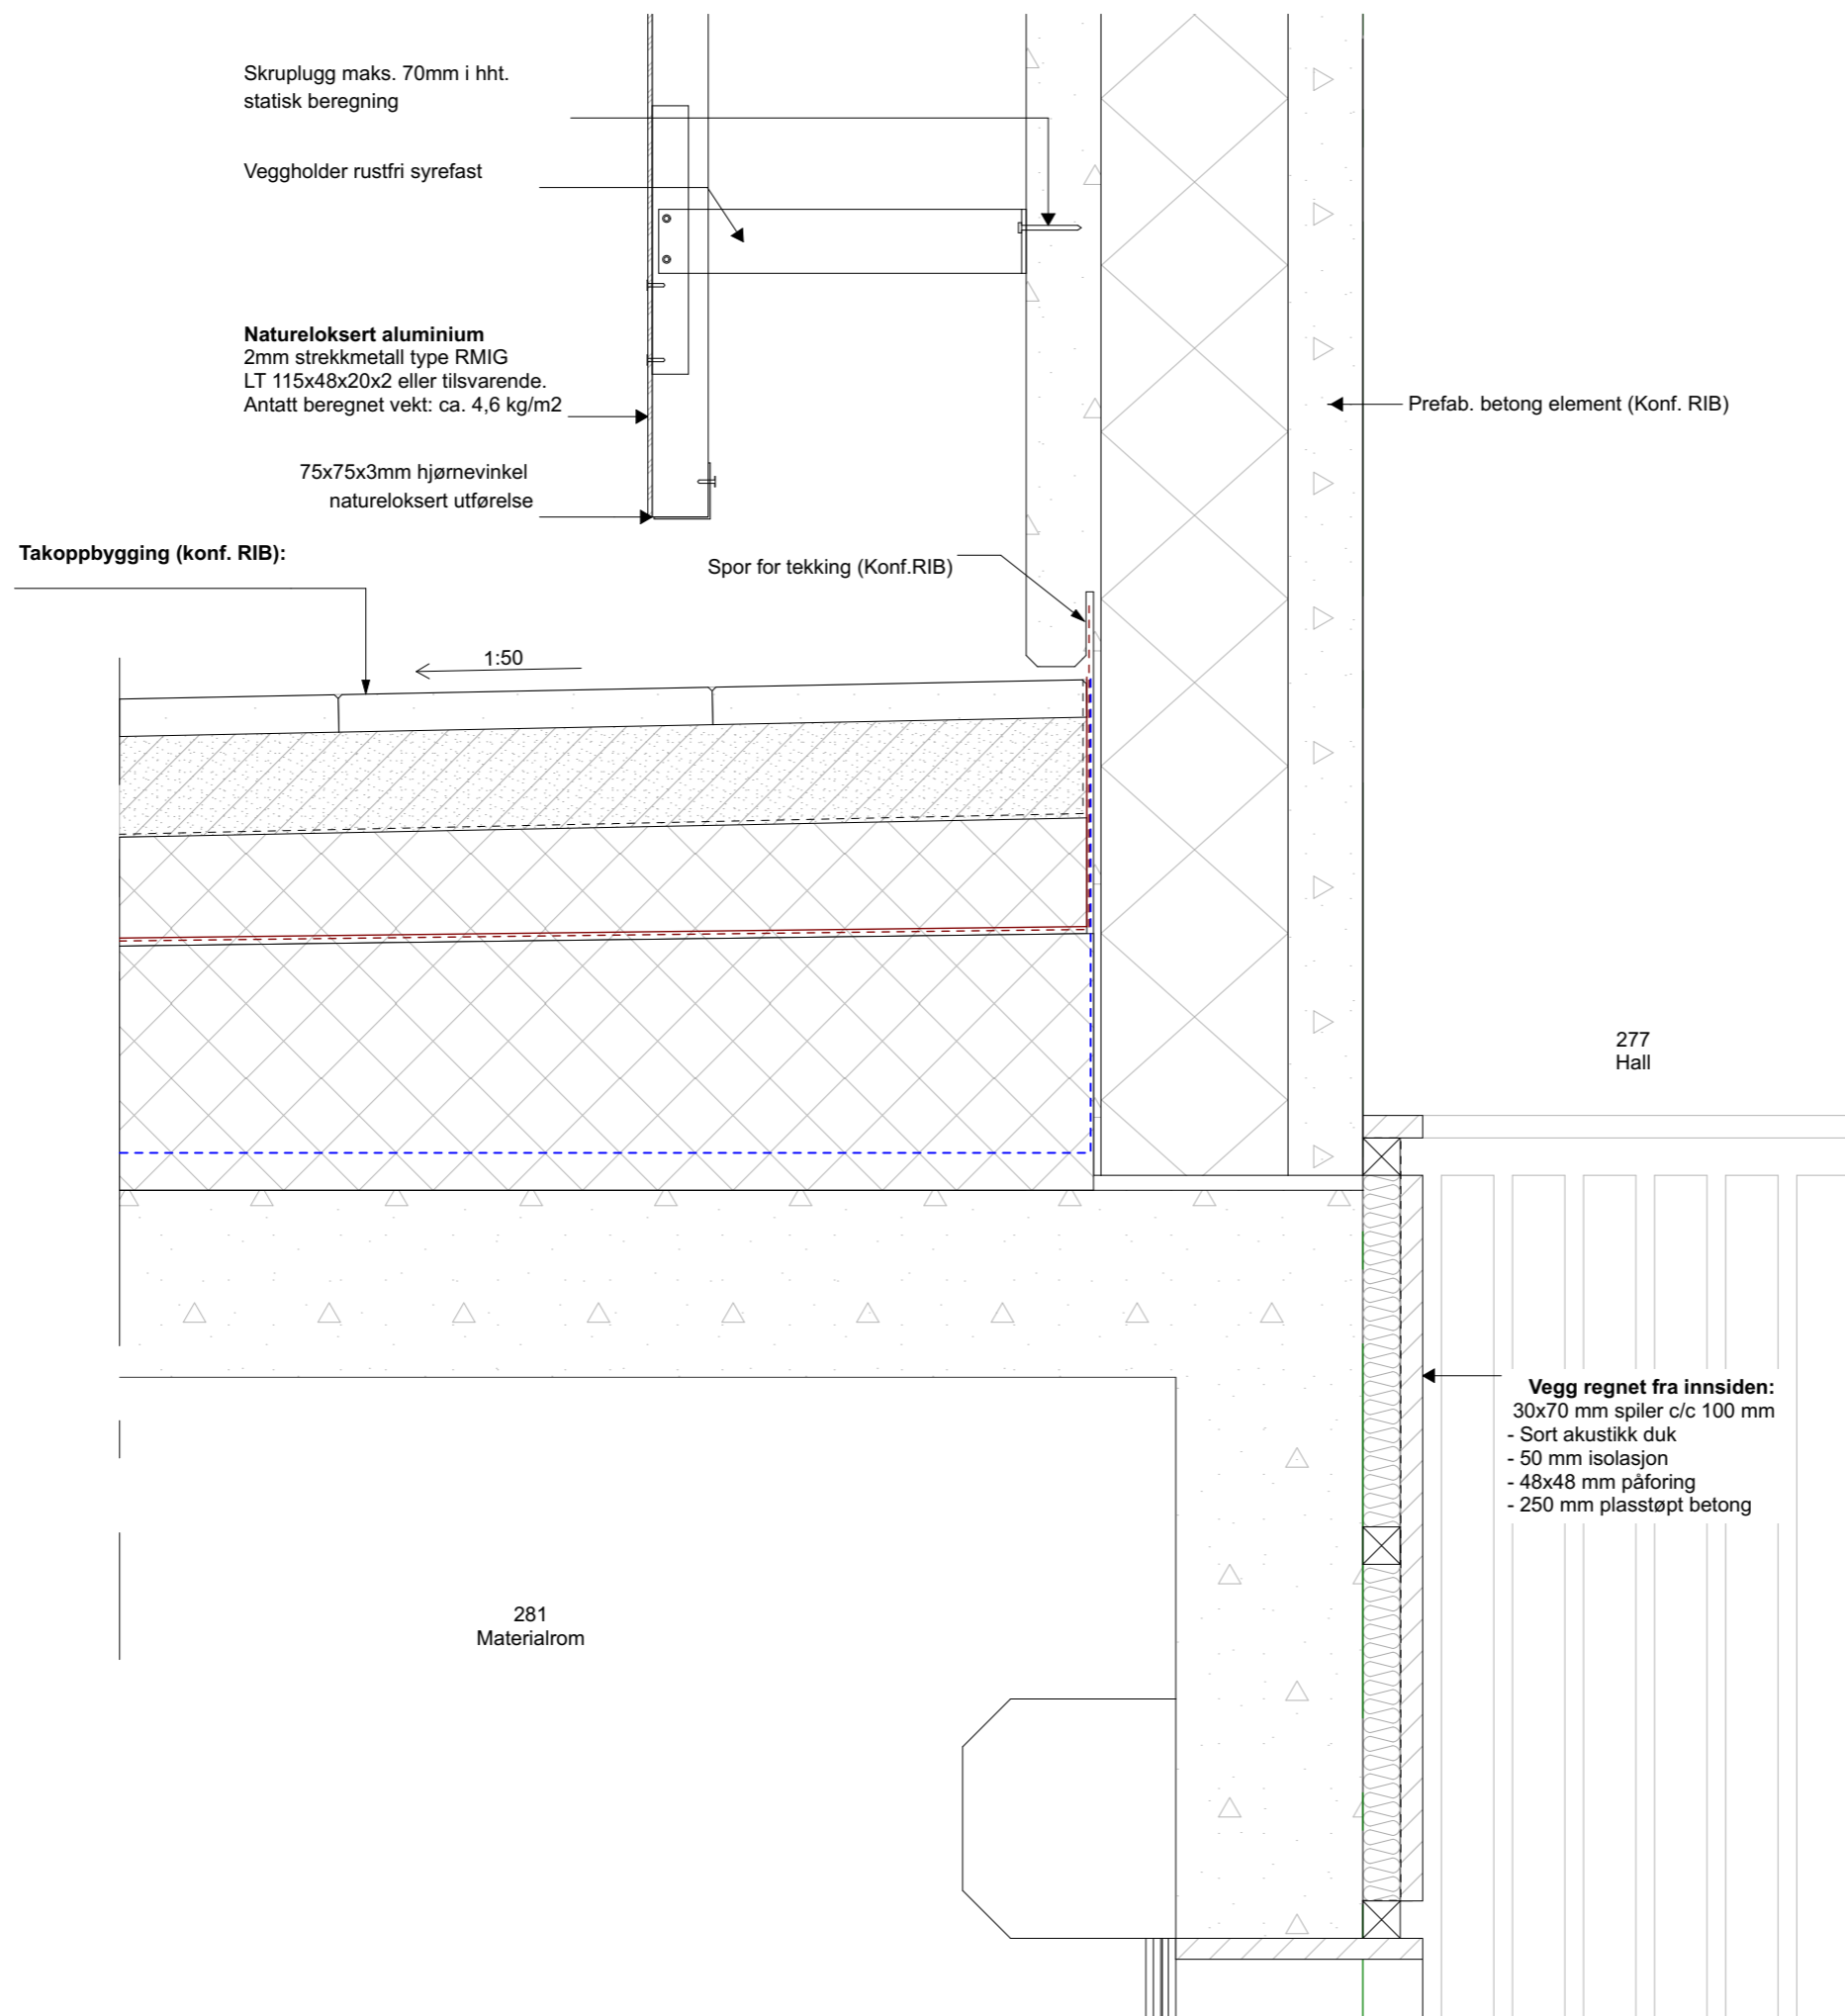 Skruplugg maks. 70mm i hht.
statisk beregning
Veggholder rustfri syrefast
Natureloksert aluminium
2mm strekkmetall type RMIG
LT 115x48x20x2 eller tilsvarende.
Antatt beregnet vekt: ca. 4,6 kg/m2
Prefab. betong element (Konf. RIB)
75x75x3mm hjørnevinkel
natureloksert utførelse
Takoppbygging (konf. RIB):
Spor for tekking (Konf.RIB)
1:50
277
Hall
Vegg regnet fra innsiden:
30x70 mm spiler c/c 100 mm
- Sort akustikk duk
- 50 mm isolasjon
- 48x48 mm påforing
- 250 mm plasstøpt betong
281
Materialrom